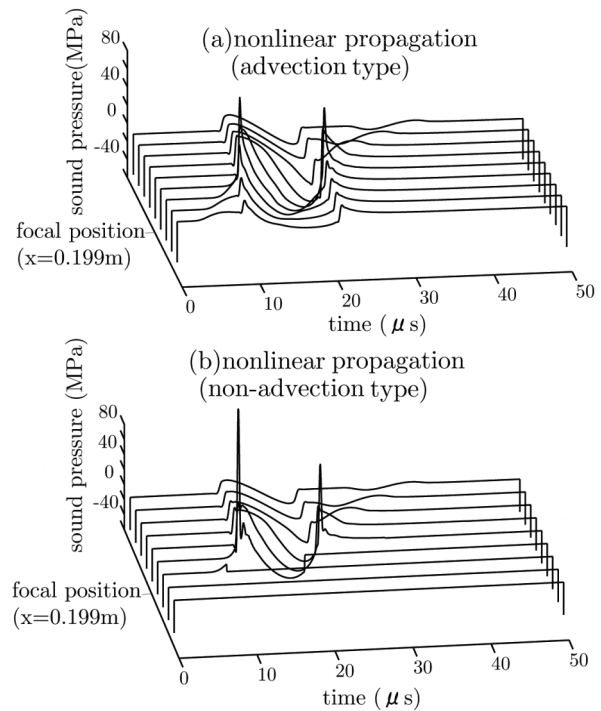 (a)nonlinear propagation
(advection type)
sound pressure(MPa)
80
40
0
-40
focal position
(x=0.199m)
0
10
20
30
40
50
time (μs)
(b)nonlinear propagation
(non-advection type)
sound pressure (MPa)
80
40
0
-40
focal position
(x=0.199m)
0
10
20
30
40
50
time (μs)